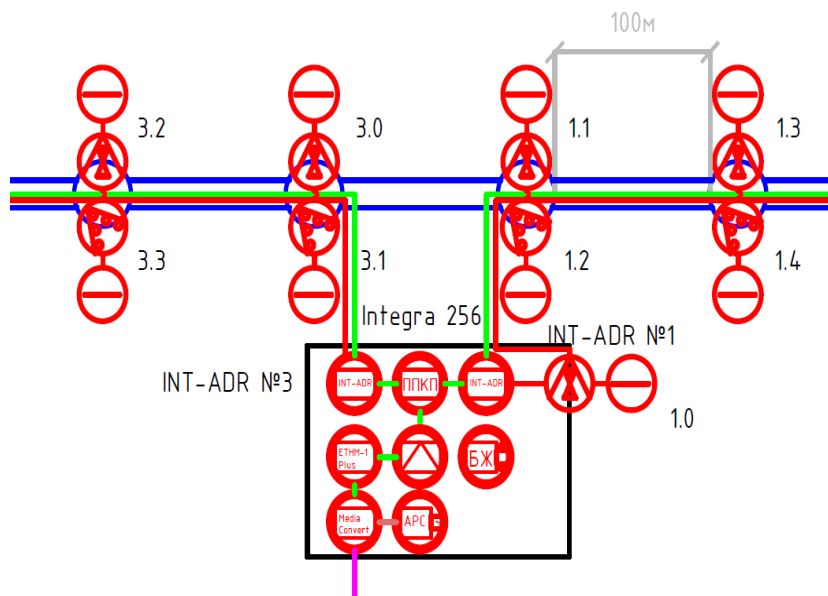 100м
3.2
3.0
1.1
1.3
3.3
3.1
1.2
1.4
Integra 256
INT-ADR №1
INT-ADR №3
INT-ADR
ППКП
INT-ADR
1.0
ETHM-1
Plus
БЖ
Media
Convert
АРС